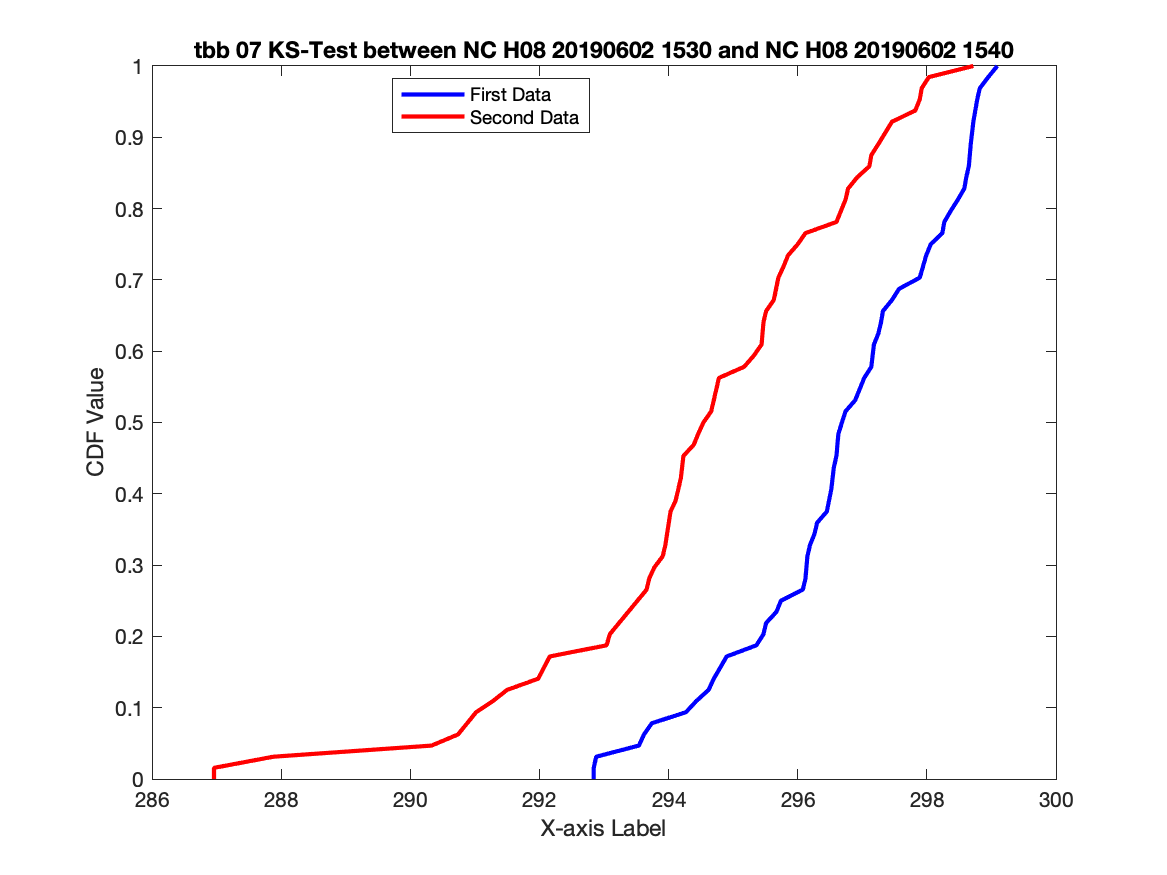 tbb 07 KS-Test between NC H08 20190602 1530 and NC H08 20190602 1540
First Data
Second Data
CDF Value
1
0.9
0.8
0.7
0.6
0.5
0.4
0.3
0.2
0.1
0
286 288 290 292 294 296 298 300
X-axis Label